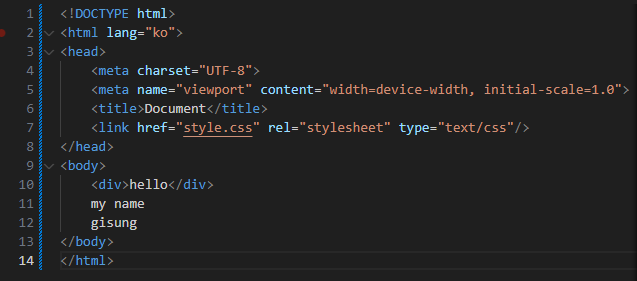 1 <!DOCTYPE html>
2 <html lang="ko">
3 <head>
4     <meta charset="UTF-8">
5     <meta name="viewport" content="width=device-width, initial-scale=1.0">
6     <title>Document</title>
7     <link href="style.css" rel="stylesheet" type="text/css"/>
8 </head>
9 <body>
10     <div>hello</div>
11     my name
12     gisung
13 </body>
14 </html>